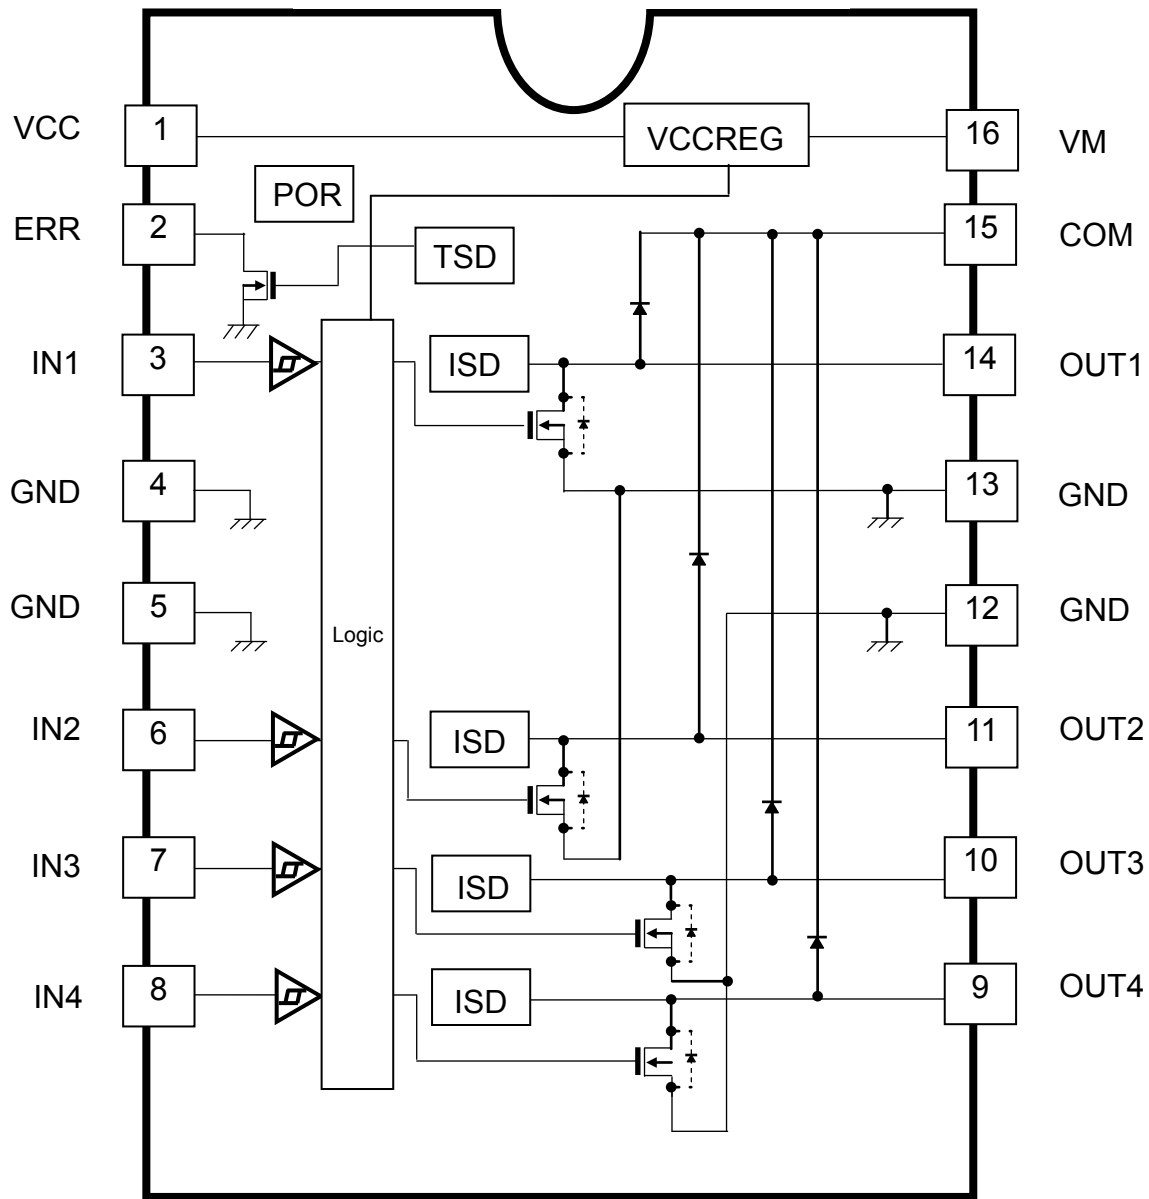 VCC 1 VCCREG 16 VM
POR
ERR 2 TSD 15 COM
IN1 3 ISD 14 OUT1
GND 4 13 GND
GND 5 12 GND
Logic
IN2 6 ISD 11 OUT2
IN3 7 ISD 10 OUT3
IN4 8 ISD 9 OUT4